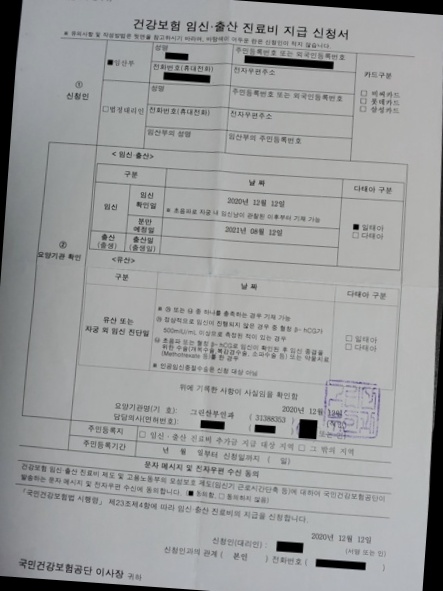 건강보험 임신·출산 진료비 지급 신청서
※ 유의사항 및 작성방법은 뒷면을 참고하시기 바라며, 바탕색이 어두운 란은 신청인이 적지 않습니다.
① 신청인
■임산부
성명
주민등록번호 또는 외국인등록번호
전화번호(휴대전화)
전자우편주소
□법정대리인
성명
주민등록번호 또는 외국인등록번호
전화번호(휴대전화)
전자우편주소
임산부의 성명
임산부의 주민등록번호
카드구분
□ 비씨카드
□ 롯데카드
□ 삼성카드
② 요양기관 확인
<임신·출산>
구분 날 짜 다태아 구분
임신
임신 확인일
2020년 12월 12일
※ 초음파로 자궁 내 임신낭이 관찰된 이후부터 기재 가능
분만 예정일
2021년 08월 12일
출산 (출생)
출산일 (출생일)
■ 일태아
□ 다태아
<유산>
구분 날 짜 다태아 구분
유산 또는
자궁 외 임신 진단일
※ ㉮ 또는 ㉯ 중 하나를 충족하는 경우 기재 가능
㉮ 정상적으로 임신이 진행되지 않은 경우 중 혈청 β- hCG가
500mIU/mL 이상으로 측정된 적이 있는 경우
㉯ 초음파 또는 혈청 β- hCG로 임신이 확인된 후 임신 종결을
위한 수술(개복수술, 복강경수술, 소파수술 등) 또는 약물치료
(Methotrexate 등)를 한 경우
※ 인공임신중절수술은 신청 대상 아님
□ 일태아
□ 다태아
위에 기록한 사항이 사실임을 확인함
2020년 12월 12일
요양기관명(기 호): 그린산부인과 ( 31388353 )
담당의사(면허번호):
주민등록지 □ 임신·출산 진료비 추가금 지급 대상 지역 □ 그 밖의 지역
주민등록기간 년 월 일부터 신청일까지 ( 일)
문자 메시지 및 전자우편 수신 동의
건강보험 임신·출산 진료비 제도 및 고용노동부의 모성보호 제도(임신기 근로시간단축 등)에 대하여 국민건강보험공단이
발송하는 문자 메시지 및 전자우편 수신에 동의합니다. (■ 동의함, □ 동의하지 않음)
「국민건강보험법 시행령」 제23조제4항에 따라 임신·출산 진료비의 지급을 신청합니다.
2020년 12월 12일
신청인(대리인) : (서명 또는 인)
신청인과의 관계 ( 본인 ) 전화번호 ( )
국민건강보험공단 이사장 귀하